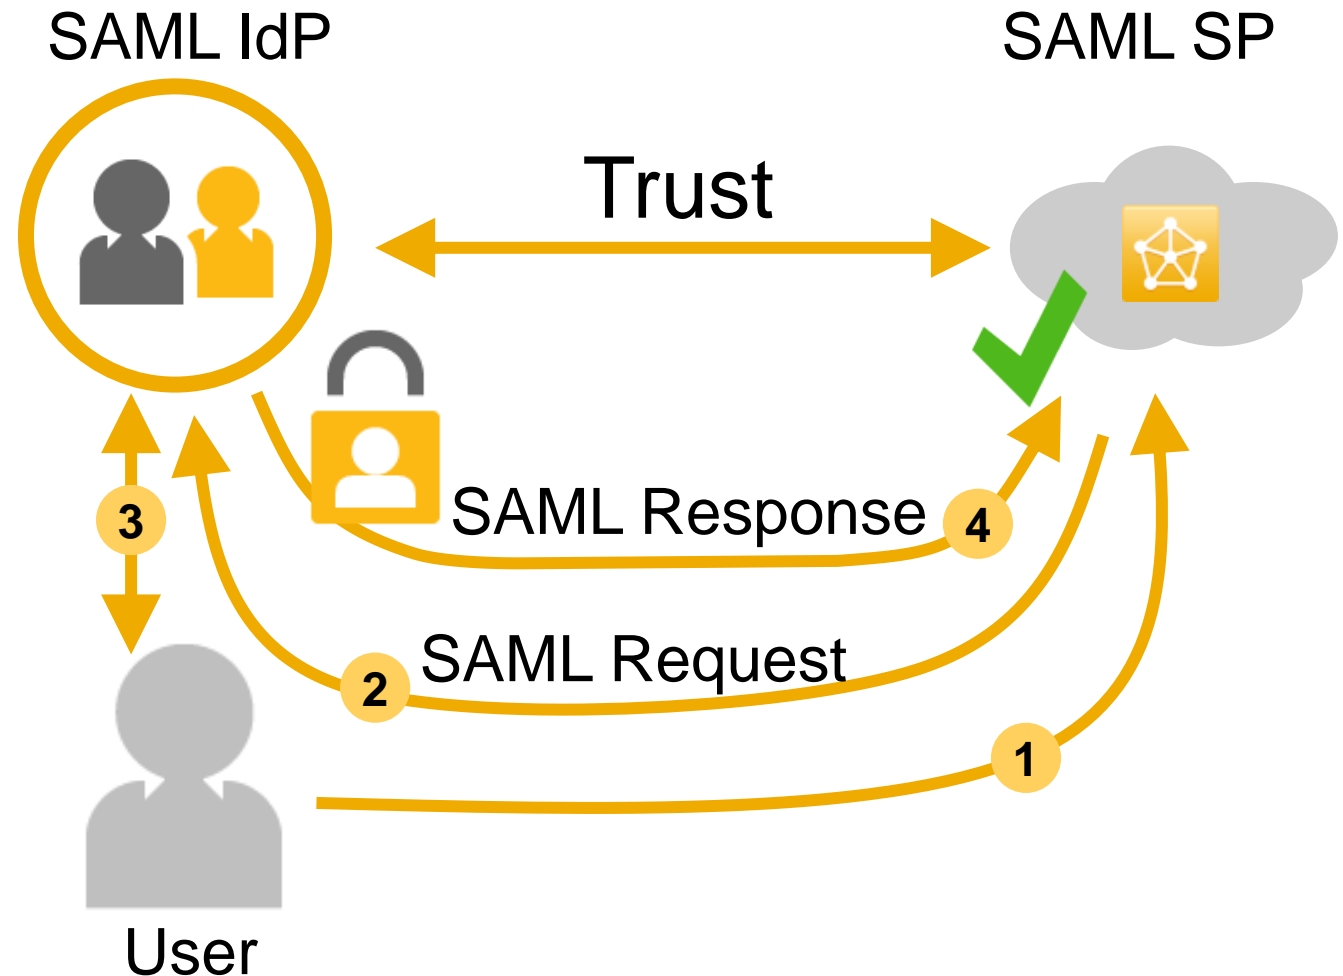 SAML IdP
SAML SP
Trust
3
SAML Response
4
SAML Request
2
1
User